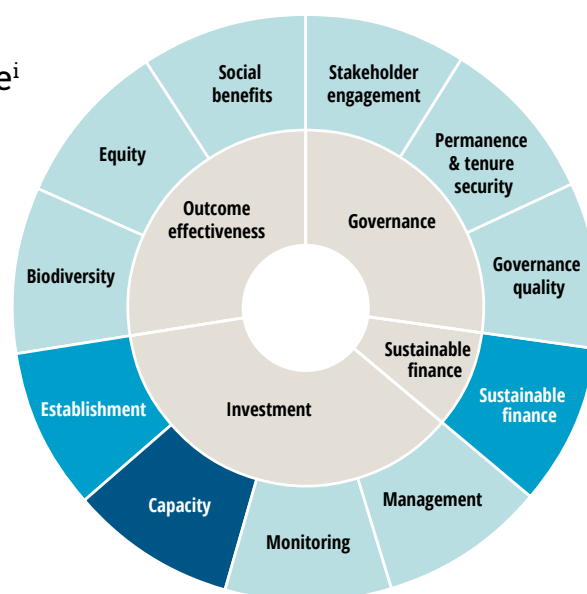 eⁱ
Social
benefits
Stakeholder
engagement
Permanence
& tenure
security
Equity
Outcome
effectiveness
Governance
Biodiversity
Governance
quality
Sustainable
finance
Establishment
Investment
Sustainable
finance
Capacity
Management
Monitoring